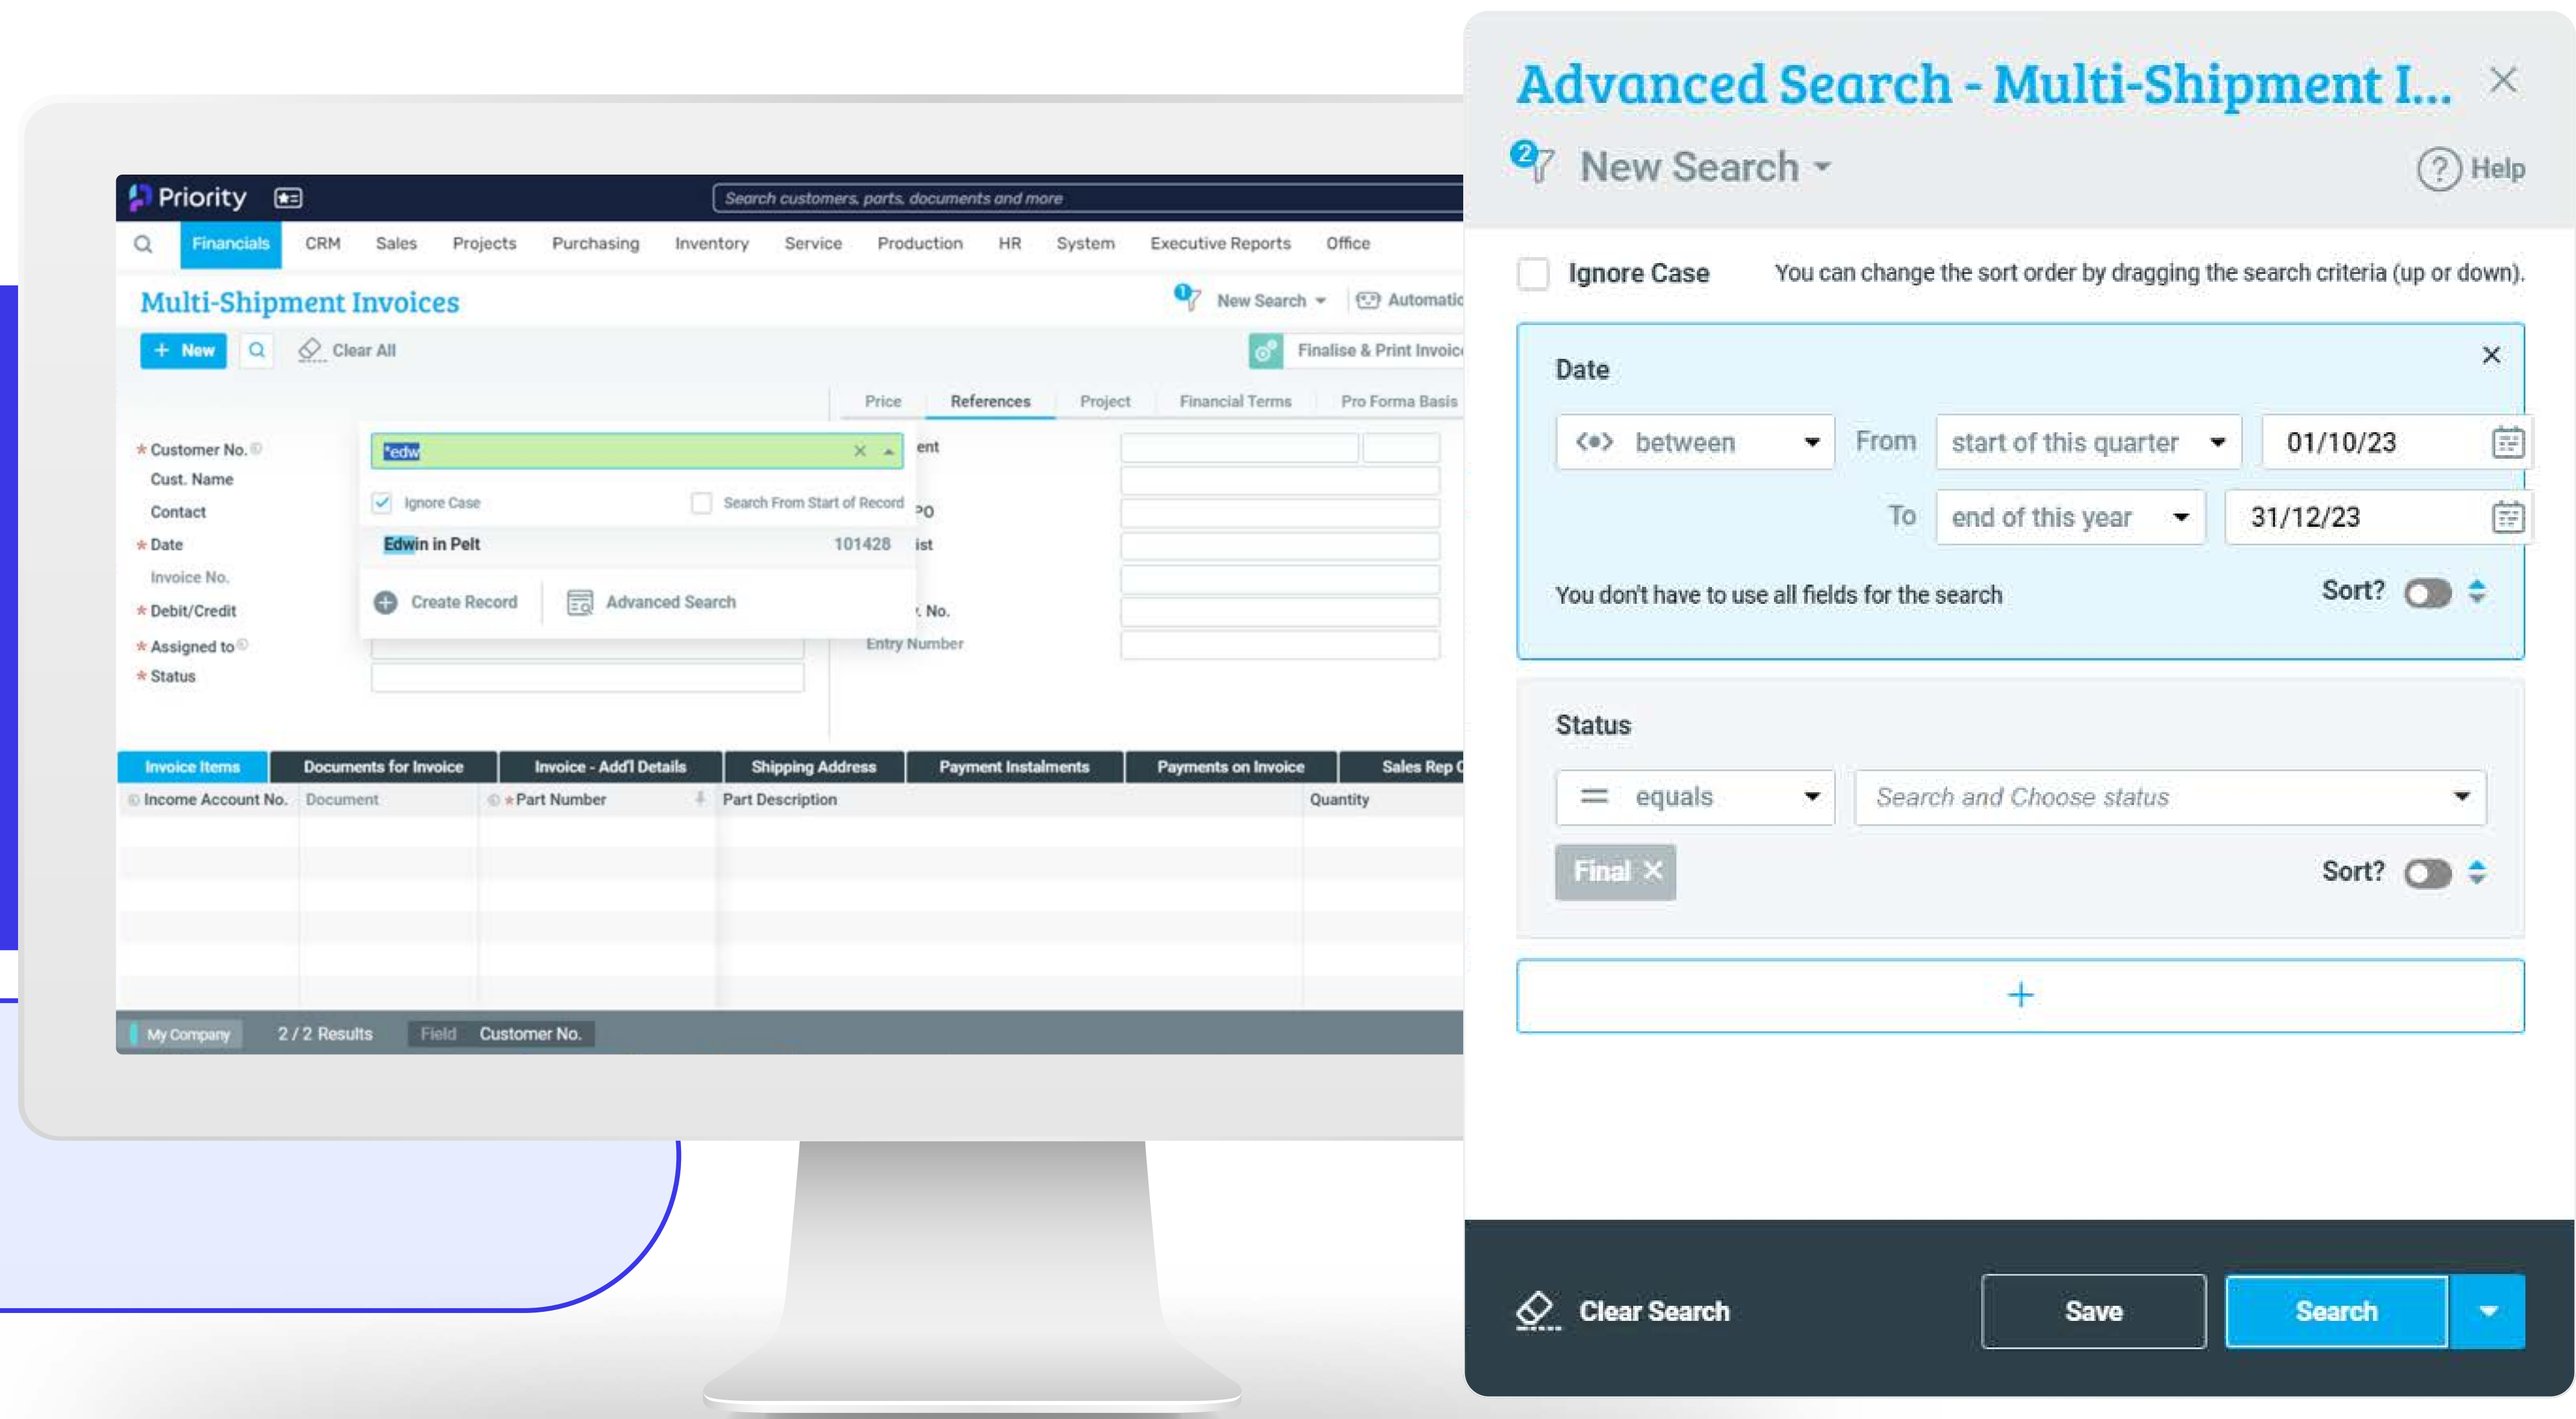 Priority
Search customers, parts, documents and more
Financials CRM Sales Projects Purchasing Inventory Service Production HR System Executive Reports Office
Multi-Shipment Invoices
1 New Search
+ New Clear All
Price References Project Financial Terms Pro Forma Basis
* Customer No.
*edw
Cust. Name
Ignore Case Search From Start of Record
Contact
* Date
Edwin in Pelt 101428
Invoice No.
* Debit/Credit
Create Record Advanced Search
. No.
* Assigned to
Entry Number
* Status
Invoice Items Documents for Invoice Invoice - Add'l Details Shipping Address Payment Instalments Payments on Invoice Sales Rep
Income Account No. Document * Part Number Part Description Quantity
My Company 2 / 2 Results Field Customer No.
Advanced Search - Multi-Shipment I...
2 New Search
? Help
Ignore Case You can change the sort order by dragging the search criteria (up or down).
Date
between From start of this quarter 01/10/23
To end of this year 31/12/23
You don't have to use all fields for the search Sort?
Status
equals Search and Choose status
Final Sort?
+
Clear Search Save Search